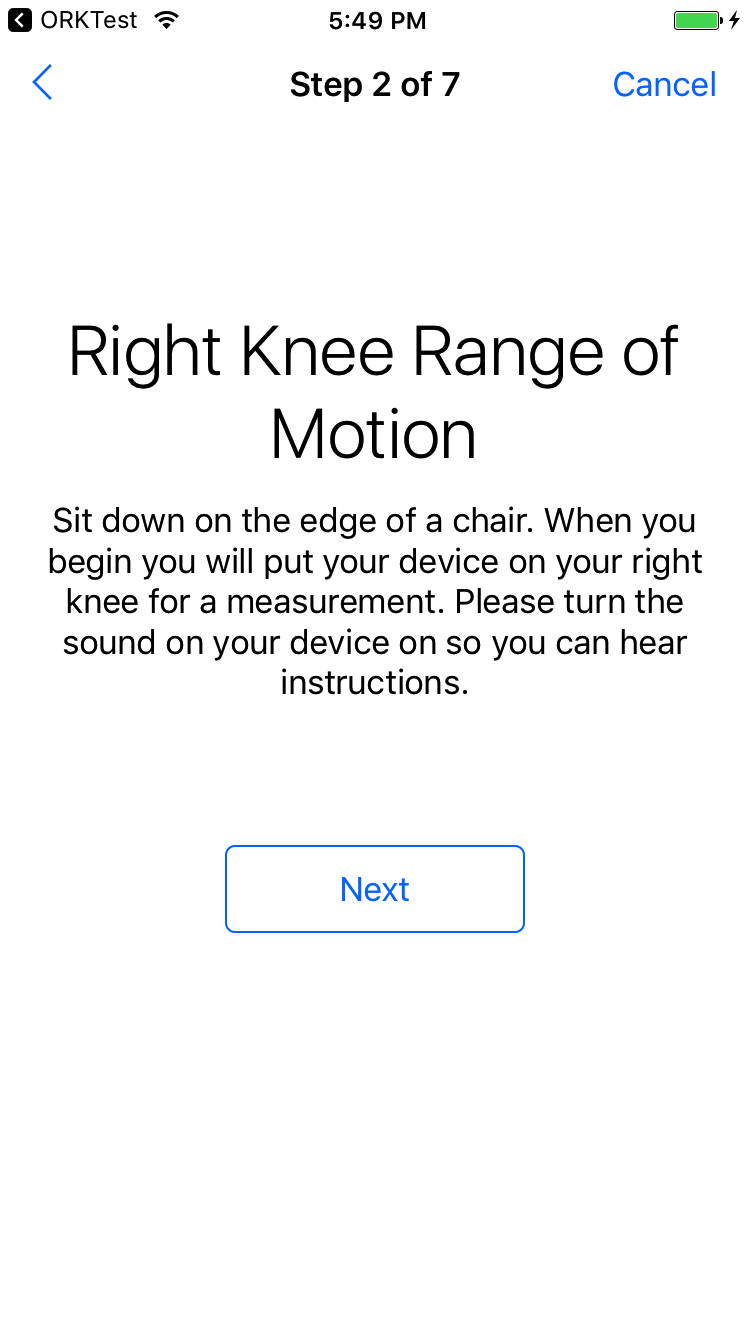 ORKTest
5:49 PM
Step 2 of 7
Cancel
Right Knee Range of
Motion
Sit down on the edge of a chair. When you
begin you will put your device on your right
knee for a measurement. Please turn the
sound on your device on so you can hear
instructions.
Next